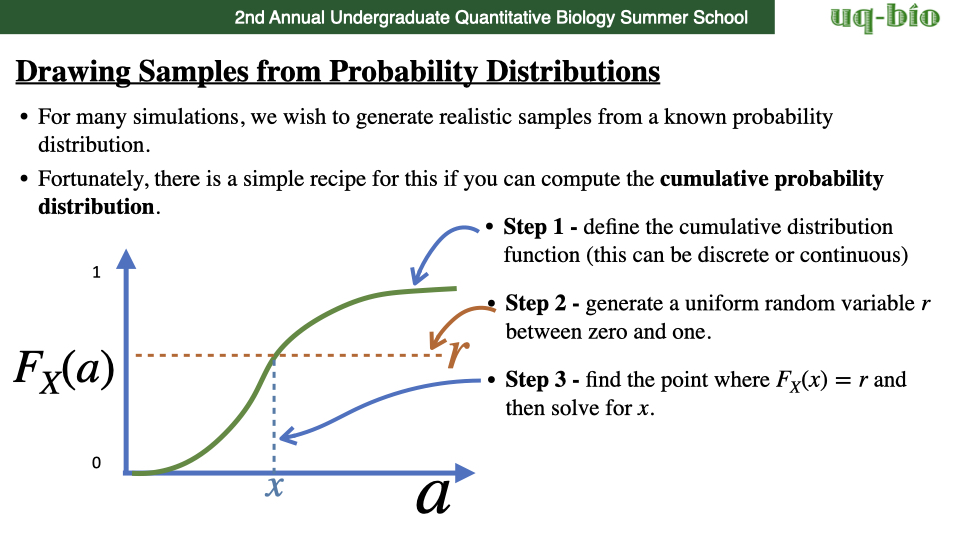 2nd Annual Undergraduate Quantitative Biology Summer School
uq-bio
Drawing Samples from Probability Distributions
• For many simulations, we wish to generate realistic samples from a known probability
distribution.
• Fortunately, there is a simple recipe for this if you can compute the cumulative probability
distribution.
• Step 1 - define the cumulative distribution
function (this can be discrete or continuous)
• Step 2 - generate a uniform random variable r
between zero and one.
• Step 3 - find the point where F_X(x) = r and
then solve for x.
1
F_X(a)
r
0
x
a